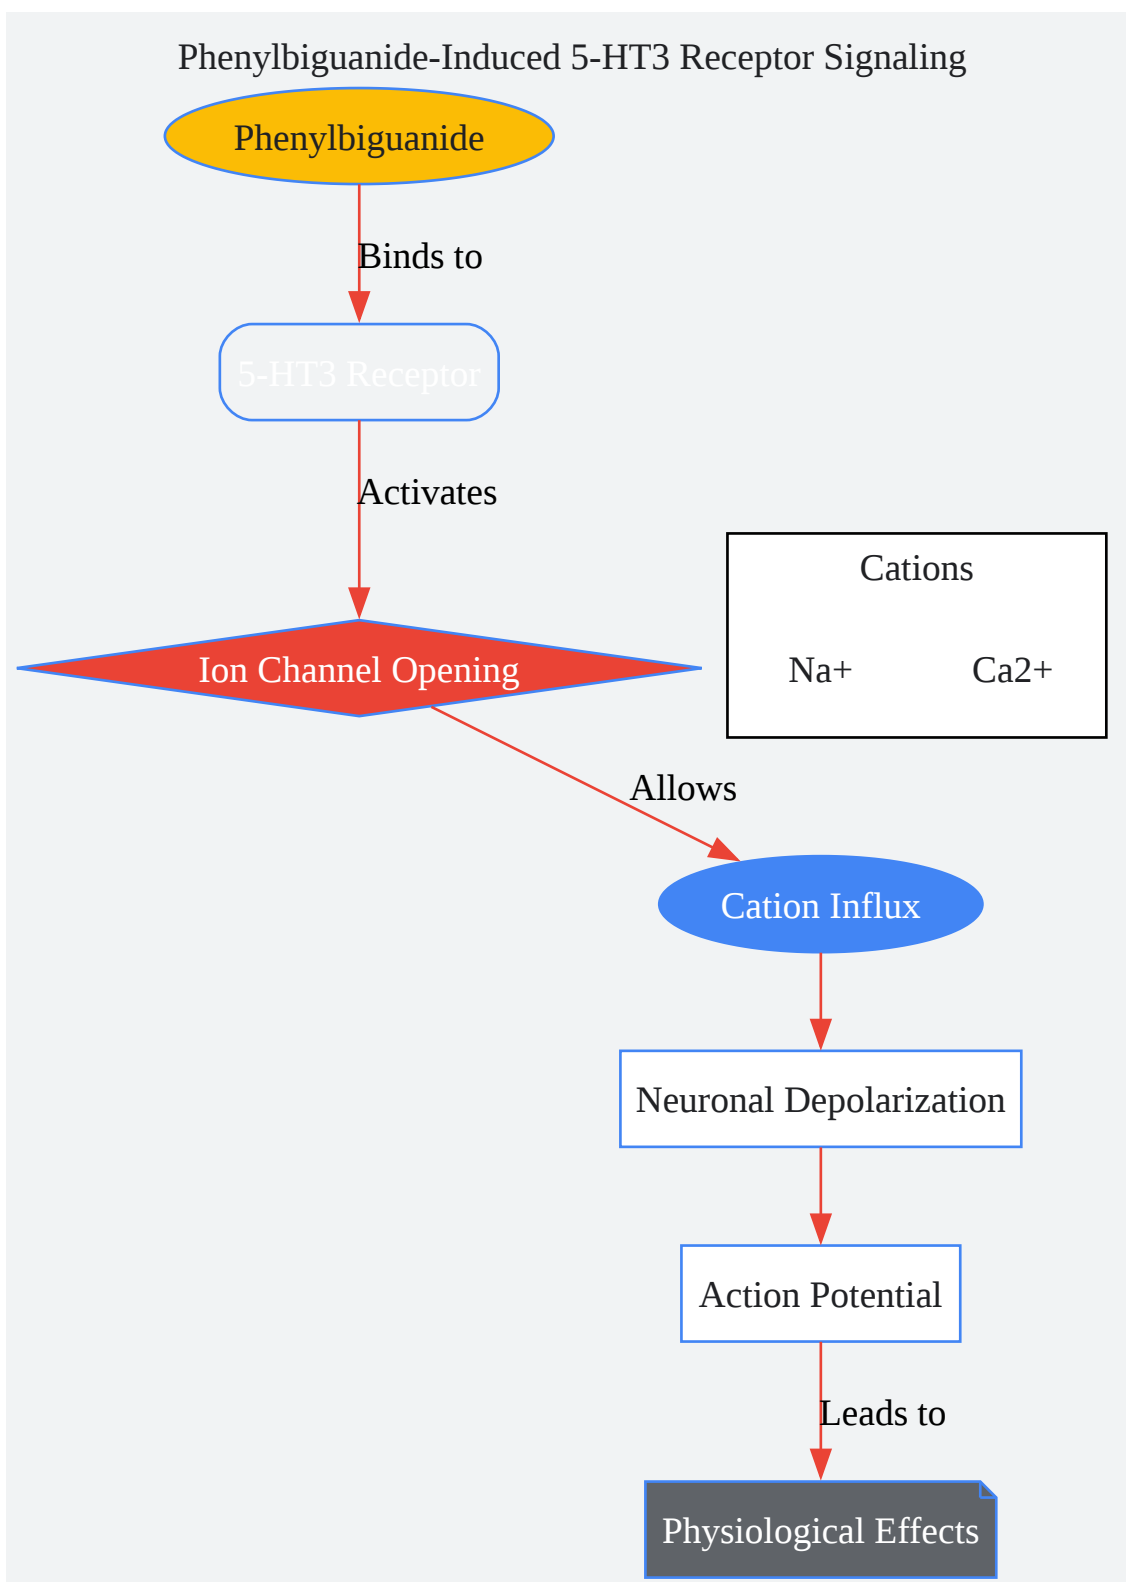 Phenylbiguanide-Induced 5-HT3 Receptor Signaling
Phenylbiguanide
Binds to
5-HT3 Receptor
Activates
Cations
Ion Channel Opening
Na+
Ca2+
Allows
Cation Influx
Neuronal Depolarization
Action Potential
Leads to
Physiological Effects